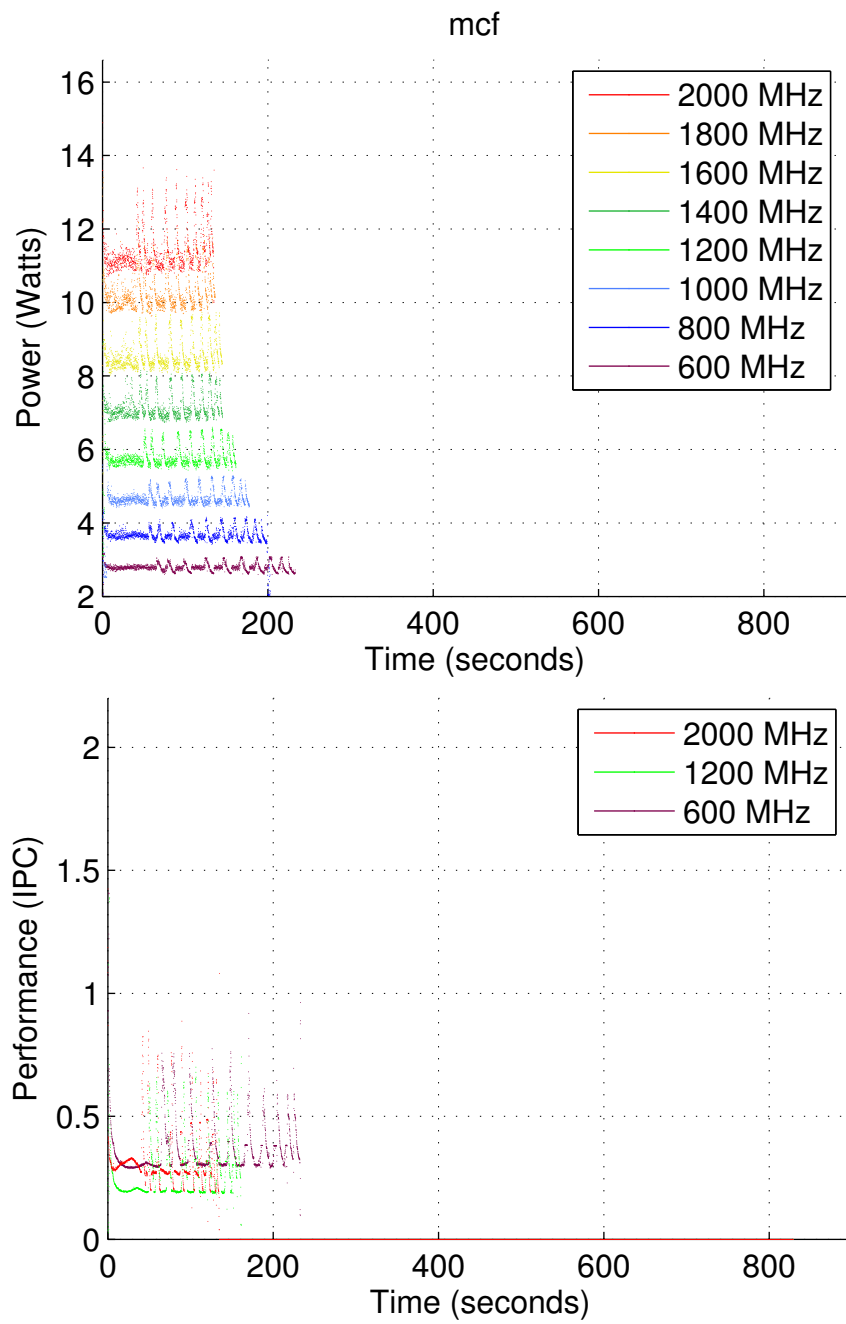 mcf
16
14
12
10
8
6
4
2
Power (Watts)
2000 MHz
1800 MHz
1600 MHz
1400 MHz
1200 MHz
1000 MHz
800 MHz
600 MHz
0 200 400 600 800
Time (seconds)
2
1.5
1
0.5
0
Performance (IPC)
2000 MHz
1200 MHz
600 MHz
0 200 400 600 800
Time (seconds)